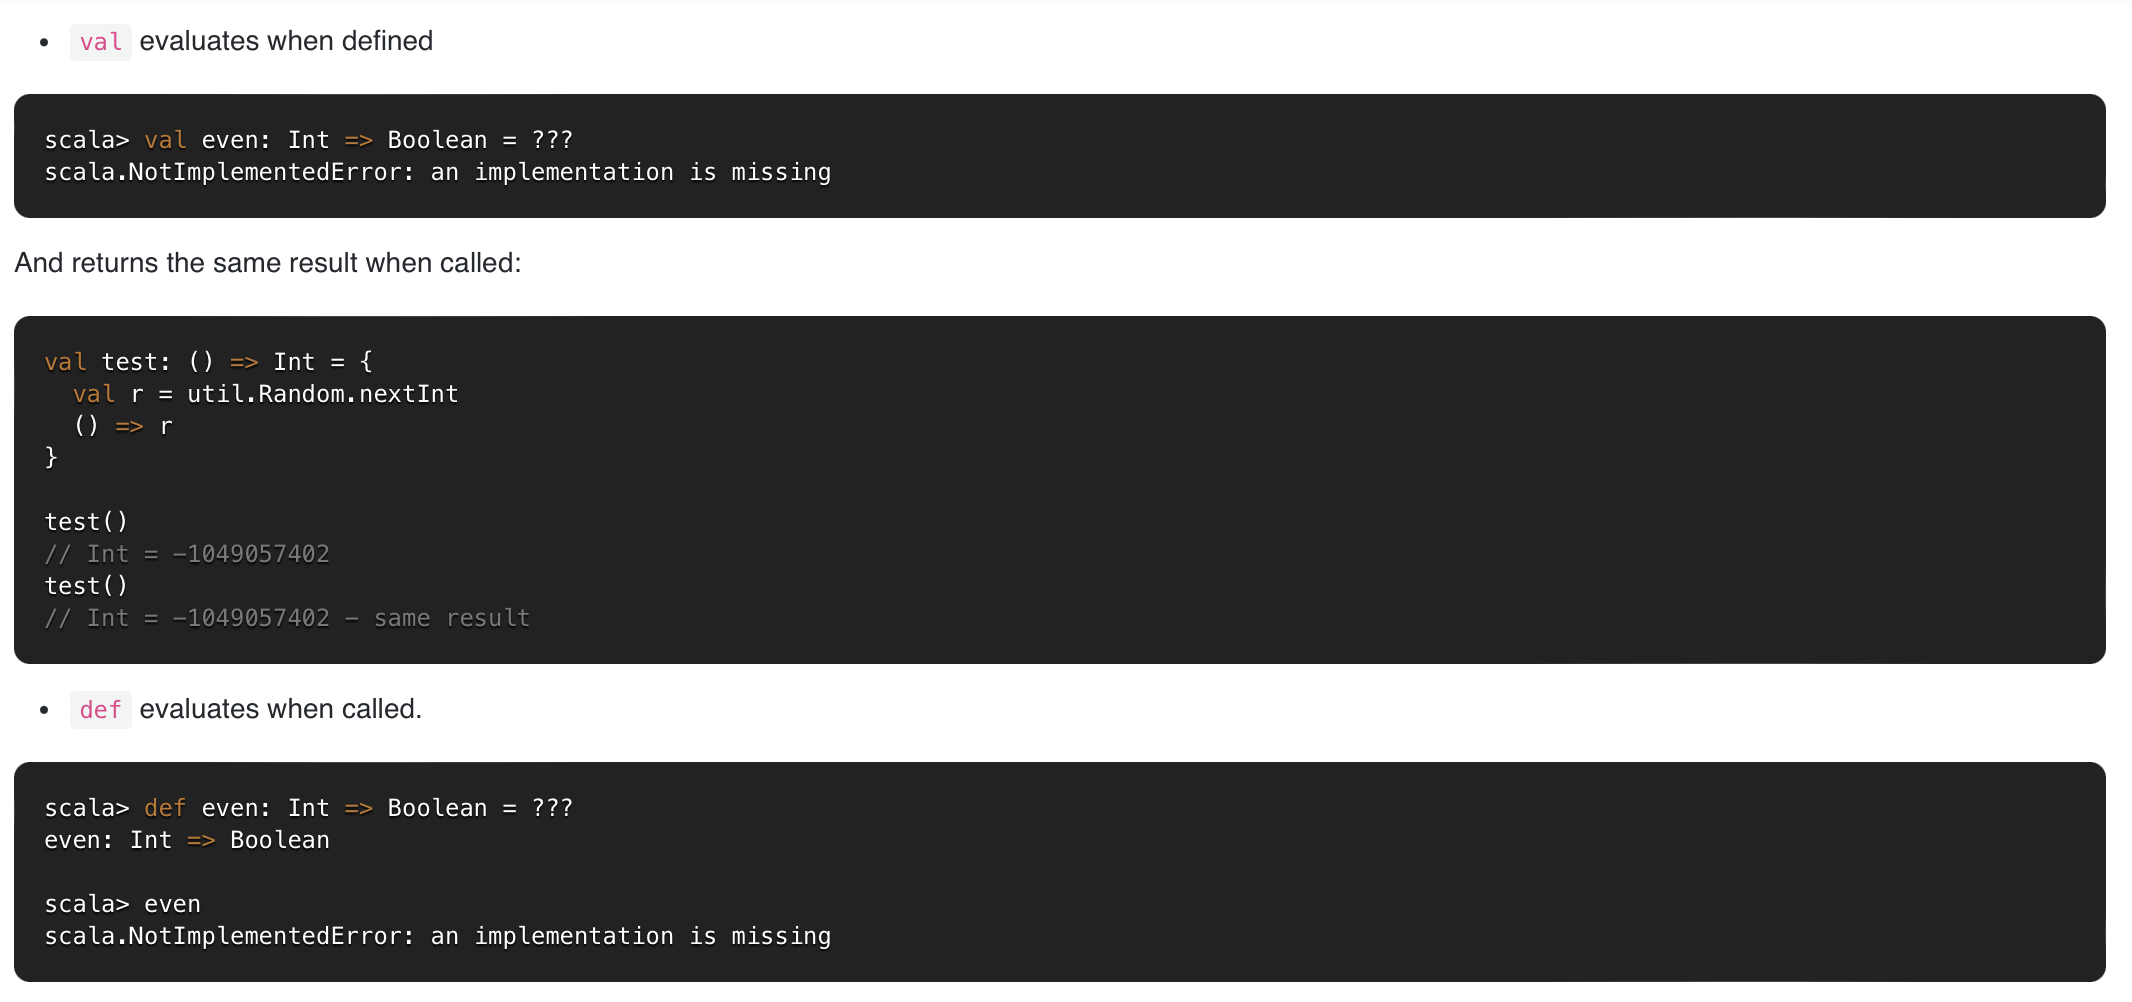 • val evaluates when defined
scala> val even: Int => Boolean = ???
scala.NotImplementedError: an implementation is missing
And returns the same result when called:
val test: () => Int = {
  val r = util.Random.nextInt
  () => r
}
test()
// Int = -1049057402
test()
// Int = -1049057402 - same result
• def evaluates when called.
scala> def even: Int => Boolean = ???
even: Int => Boolean
scala> even
scala.NotImplementedError: an implementation is missing